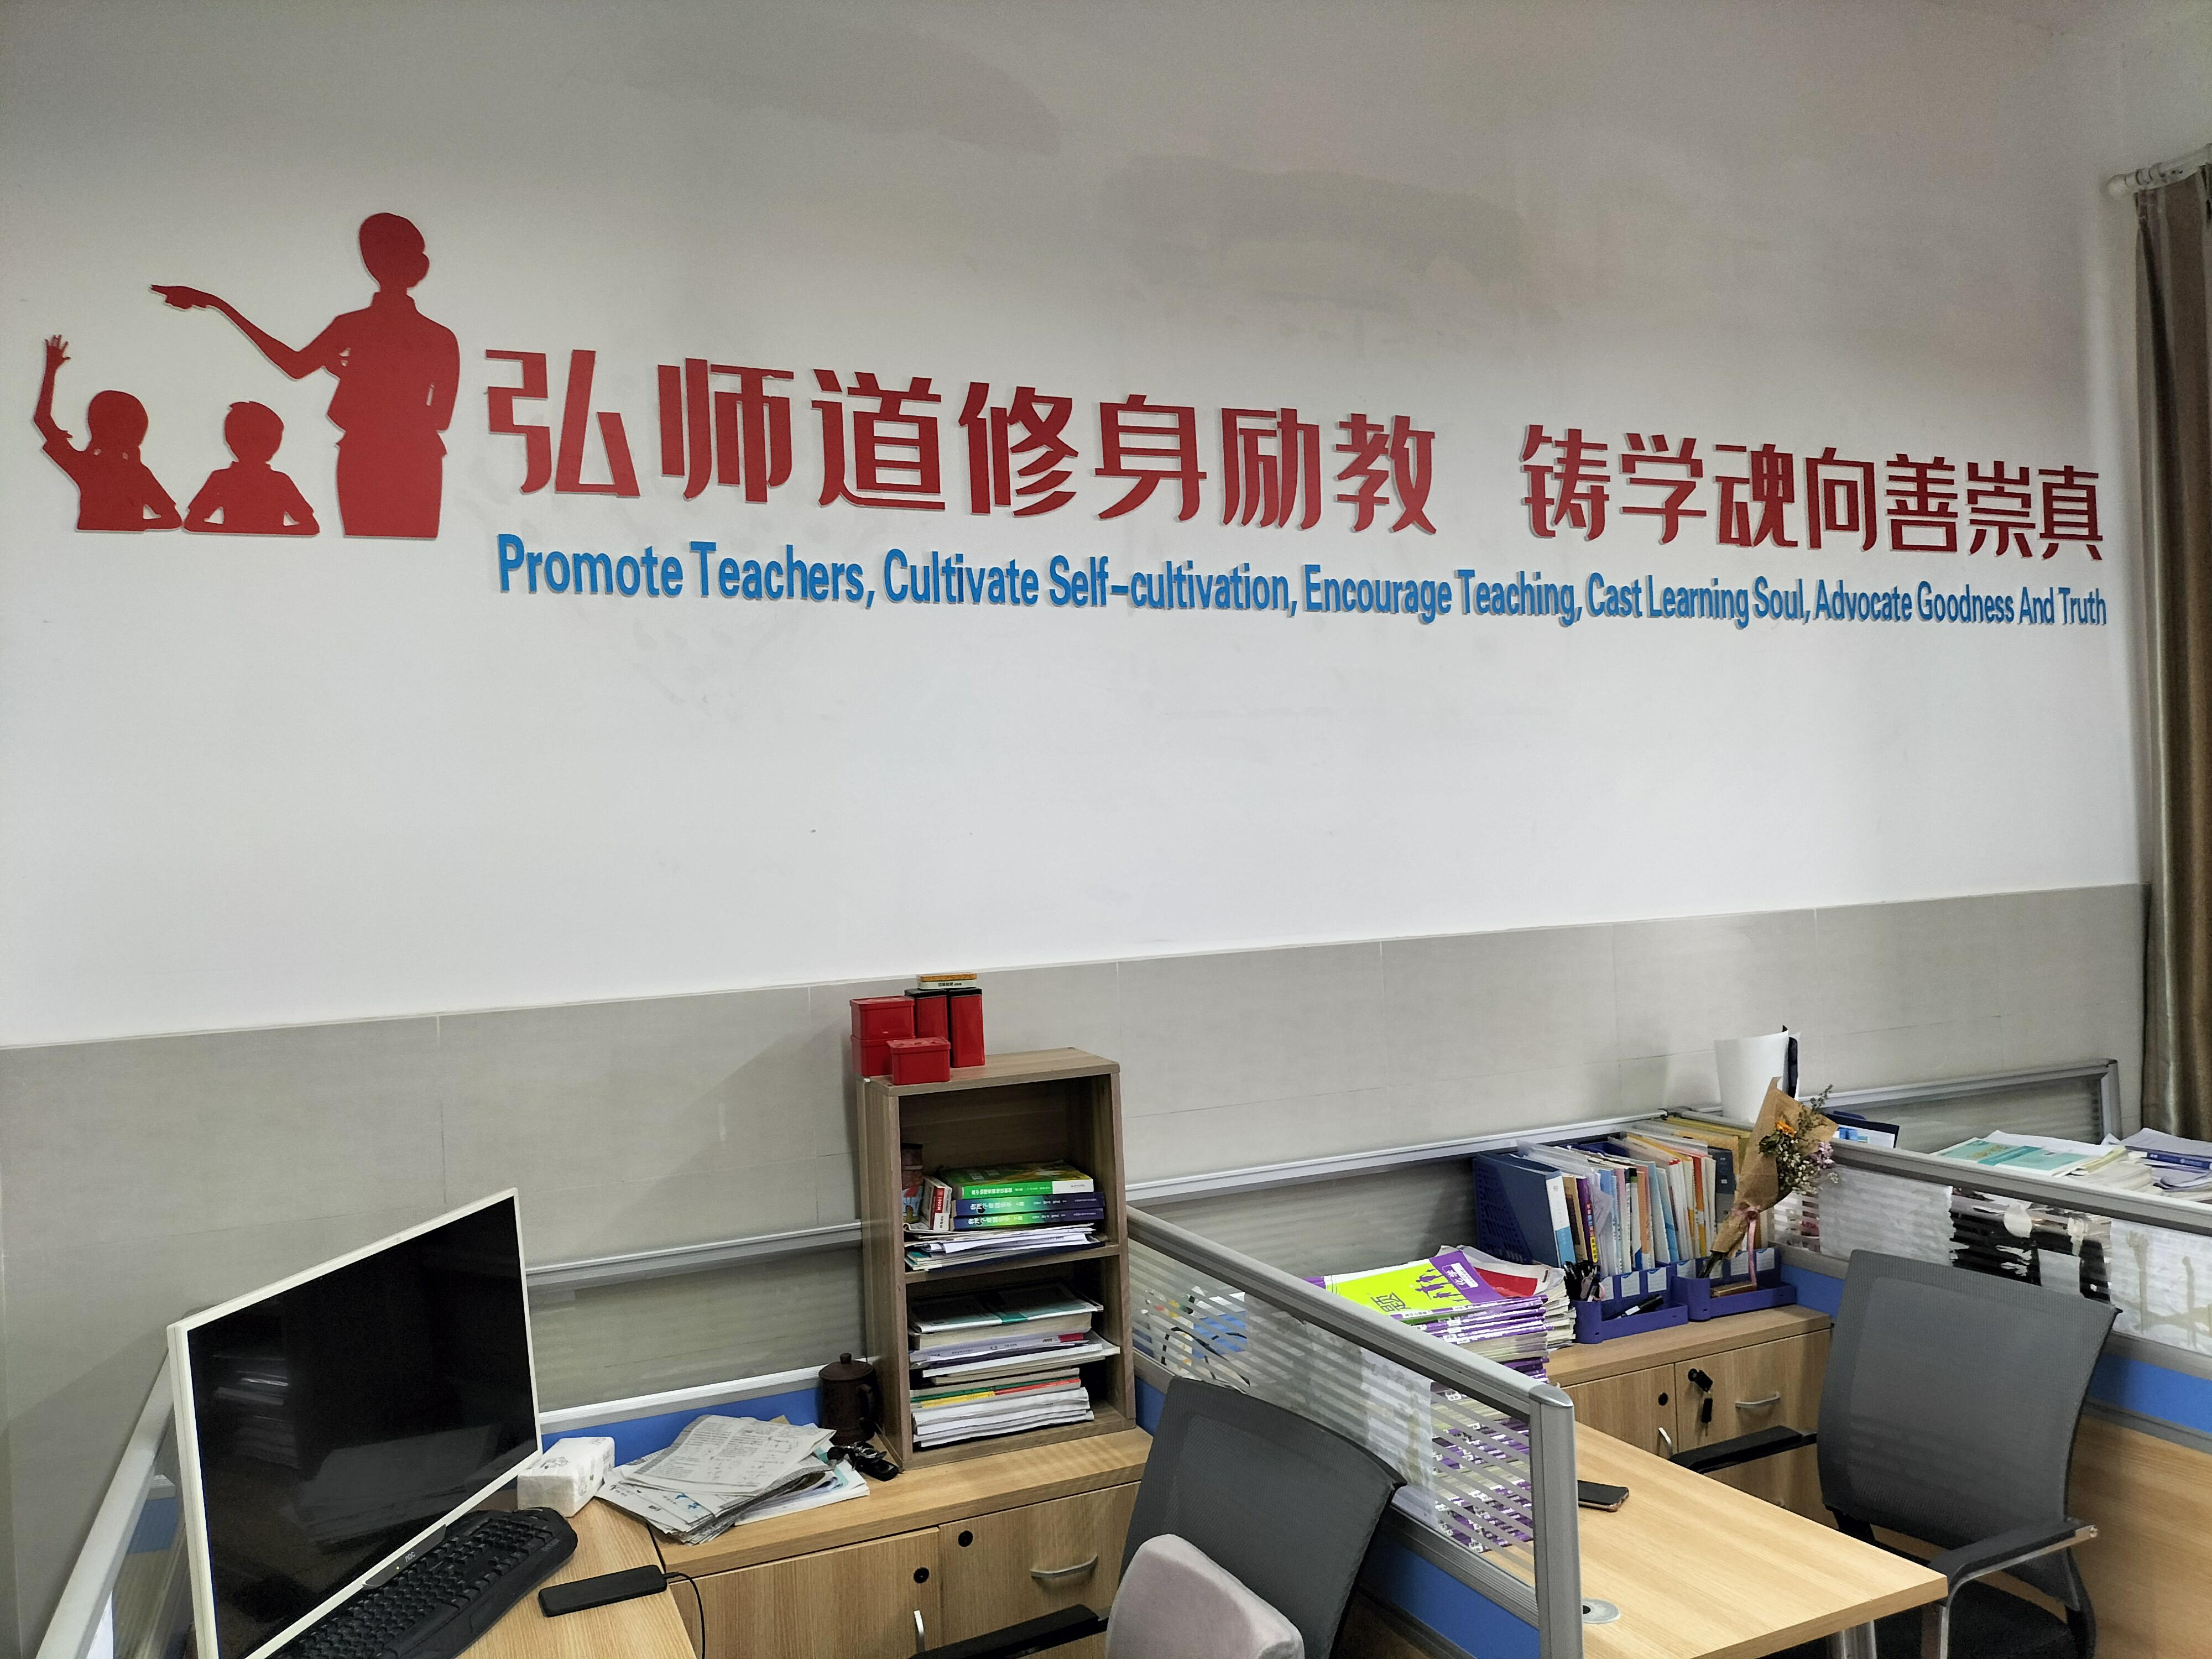 弘师道修身励教 铸学魂向善崇真
Promote Teachers, Cultivate Self-cultivation, Encourage Teaching, Cast Learning Soul, Advocate Goodness And Truth